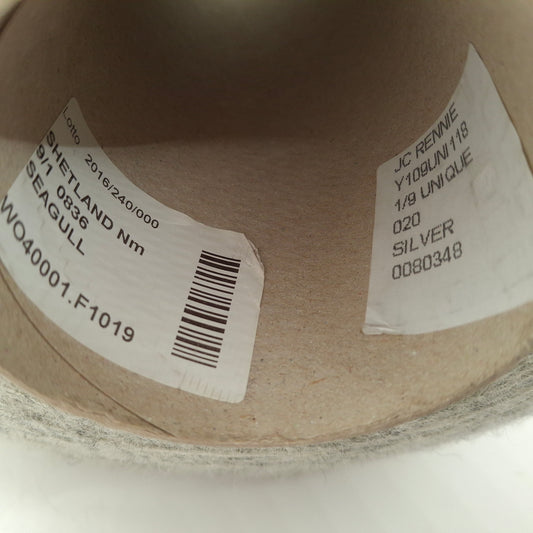 Lotto 2016/240/000
SHETLAND Nm
9/1 0836
SEAGULL
WO40001.F1019
JC RENNIE
Y109UNI118
1/9 UNIQUE
020
SILVER
0080348